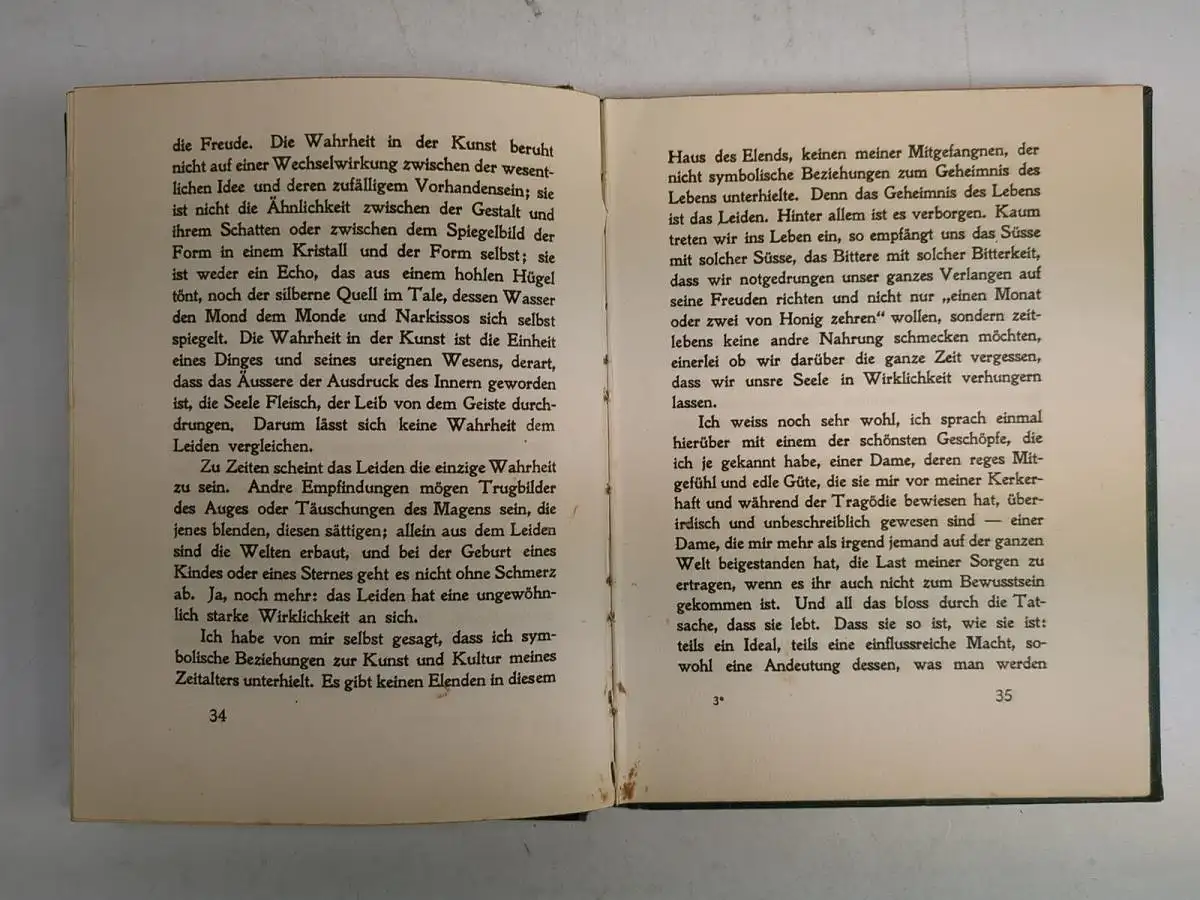 die Freude. Die Wahrheit in der Kunst beruht
nicht auf einer Wechselwirkung zwischen der wesent-
lichen Idee und deren zufälligem Vorhandensein; sie
ist nicht die Ähnlichkeit zwischen der Gestalt und
ihrem Schatten oder zwischen dem Spiegelbild der
Form in einem Kristall und der Form selbst; sie
ist weder ein Echo, das aus einem hohlen Hügel
tönt, noch der silberne Quell im Tale, dessen Wasser
den Mond dem Monde und Narkissos sich selbst
spiegelt. Die Wahrheit in der Kunst ist die Einheit
eines Dinges und seines ureignen Wesens, derart,
dass das Äussere der Ausdruck des Innern geworden
ist, die Seele Fleisch, der Leib von dem Geiste durch-
drungen. Darum lässt sich keine Wahrheit dem
Leiden vergleichen.
Zu Zeiten scheint das Leiden die einzige Wahrheit
zu sein. Andre Empfindungen mögen Trugbilder
des Auges oder Täuschungen des Magens sein, die
jenes blenden, diesen sättigen; allein aus dem Leiden
sind die Welten erbaut, und bei der Geburt eines
Kindes oder eines Sternes geht es nicht ohne Schmerz
ab. Ja, noch mehr: das Leiden hat eine ungewöhn-
lich starke Wirklichkeit an sich.
Ich habe von mir selbst gesagt, dass ich sym-
bolische Beziehungen zur Kunst und Kultur meines
Zeitalters unterhielt. Es gibt keinen Elenden in diesem
34
Haus des Elends, keinen meiner Mitgefangnen, der
nicht symbolische Beziehungen zum Geheimnis des
Lebens unterhielte. Denn das Geheimnis des Lebens
ist das Leiden. Hinter allem ist es verborgen. Kaum
treten wir ins Leben ein, so empfängt uns das Süsse
mit solcher Süsse, das Bittere mit solcher Bitterkeit,
dass wir notgedrungen unser ganzes Verlangen auf
seine Freuden richten und nicht nur „einen Monat
oder zwei von Honig zehren“ wollen, sondern zeit-
lebens keine andre Nahrung schmecken möchten,
einerlei ob wir darüber die ganze Zeit vergessen,
dass wir unsre Seele in Wirklichkeit verhungern
lassen.
Ich weiss noch sehr wohl, ich sprach einmal
hierüber mit einem der schönsten Geschöpfe, die
ich je gekannt habe, einer Dame, deren reges Mit-
gefühl und edle Güte, die sie mir vor meiner Kerker-
haft und während der Tragödie bewiesen hat, über-
irdisch und unbeschreiblich gewesen sind — einer
Dame, die mir mehr als irgend jemand auf der ganzen
Welt beigestanden hat, die Last meiner Sorgen zu
ertragen, wenn es ihr auch nicht zum Bewusstsein
gekommen ist. Und all das bloss durch die Tat-
sache, dass sie lebt. Dass sie so ist, wie sie ist:
teils ein Ideal, teils eine einflussreiche Macht, so-
wohl eine Andeutung dessen, was man werden
3*
35